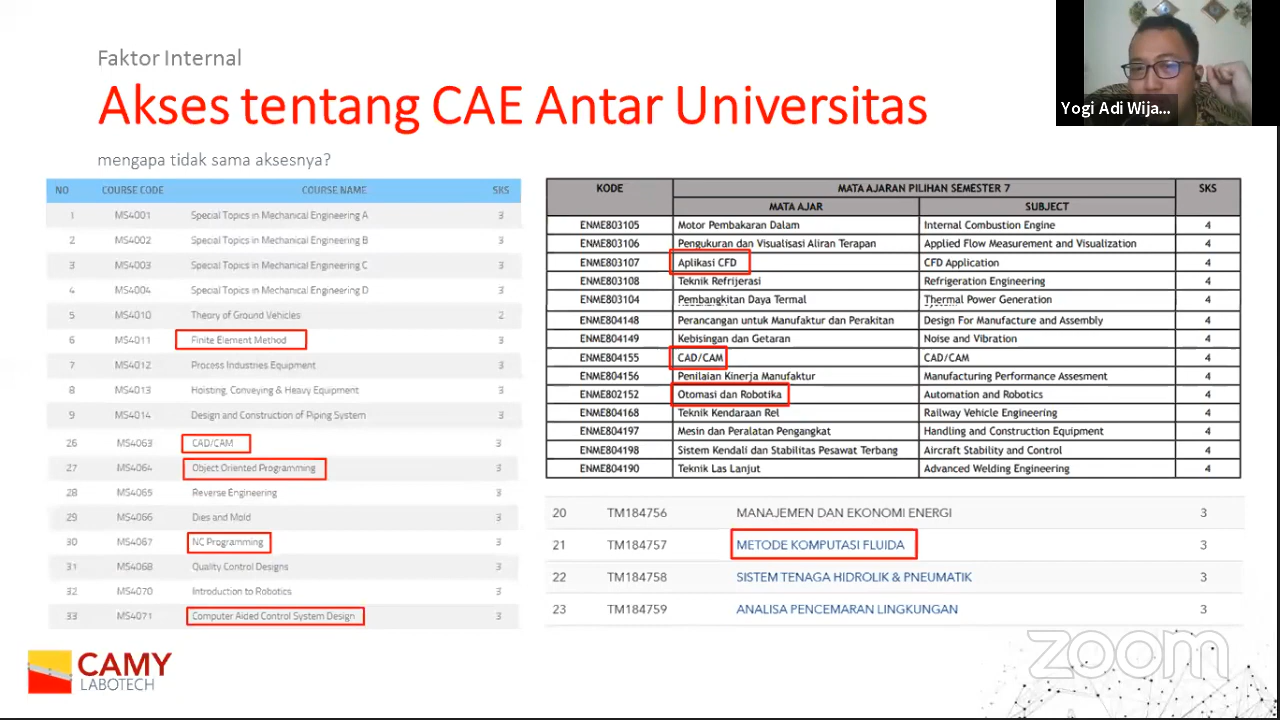 Faktor Internal
Akses tentang CAE Antar Universitas
mengapa tidak sama aksesnya?
Yogi Adi Wija...
NO COURSE CODE COURSE NAME SKS
1 MS4001 Special Topics in Mechanical Engineering A 3
2 MS4002 Special Topics in Mechanical Engineering B 3
3 MS4003 Special Topics in Mechanical Engineering C 3
4 MS4004 Special Topics in Mechanical Engineering D 3
5 MS4010 Theory of Ground Vehicles 2
6 MS4011 Finite Element Method 3
7 MS4012 Process Industries Equipment 3
8 MS4013 Hoisting, Conveying & Heavy Equipment 3
9 MS4014 Design and Construction of Piping System 3
26 MS4063 CAD/CAM 3
27 MS4064 Object Oriented Programming 3
28 MS4065 Reverse Engineering 3
29 MS4066 Dies and Mold 3
30 MS4067 NC Programming 3
31 MS4068 Quality Control Designs 3
32 MS4070 Introduction to Robotics 3
33 MS4071 Computer Aided Control System Design 3
KODE MATA AJARAN PILIHAN SEMESTER 7 SKS
MATA AJAR SUBJECT
ENME803105 Motor Pembakaran Dalam Internal Combustion Engine 4
ENME803106 Pengukuran dan Visualisasi Aliran Terapan Applied Flow Measurement and Visualization 4
ENME803107 Aplikasi CFD CFD Application 4
ENME803108 Teknik Refrijerasi Refrigeration Engineering 4
ENME803104 Pembangkitan Daya Termal Thermal Power Generation 4
ENME804148 Perancangan untuk Manufaktur dan Perakitan Design For Manufacture and Assembly 4
ENME804149 Kebisingan dan Getaran Noise and Vibration 4
ENME804155 CAD/CAM CAD/CAM 4
ENME804156 Penilaian Kinerja Manufaktur Manufacturing Performance Assesment 4
ENME802152 Otomasi dan Robotika Automation and Robotics 4
ENME804168 Teknik Kendaraan Rel Railway Vehicle Engineering 4
ENME804197 Mesin dan Peralatan Pengangkat Handling and Construction Equipment 4
ENME804198 Sistem Kendali dan Stabilitas Pesawat Terbang Aircraft Stability and Control 4
ENME804190 Teknik Las Lanjut Advanced Welding Engineering 4
20 TM184756 MANAJEMEN DAN EKONOMI ENERGI 3
21 TM184757 METODE KOMPUTASI FLUIDA 3
22 TM184758 SISTEM TENAGA HIDROLIK & PNEUMATIK 3
23 TM184759 ANALISA PENCEMARAN LINGKUNGAN 3
CAMY
LABOTECH
zoom